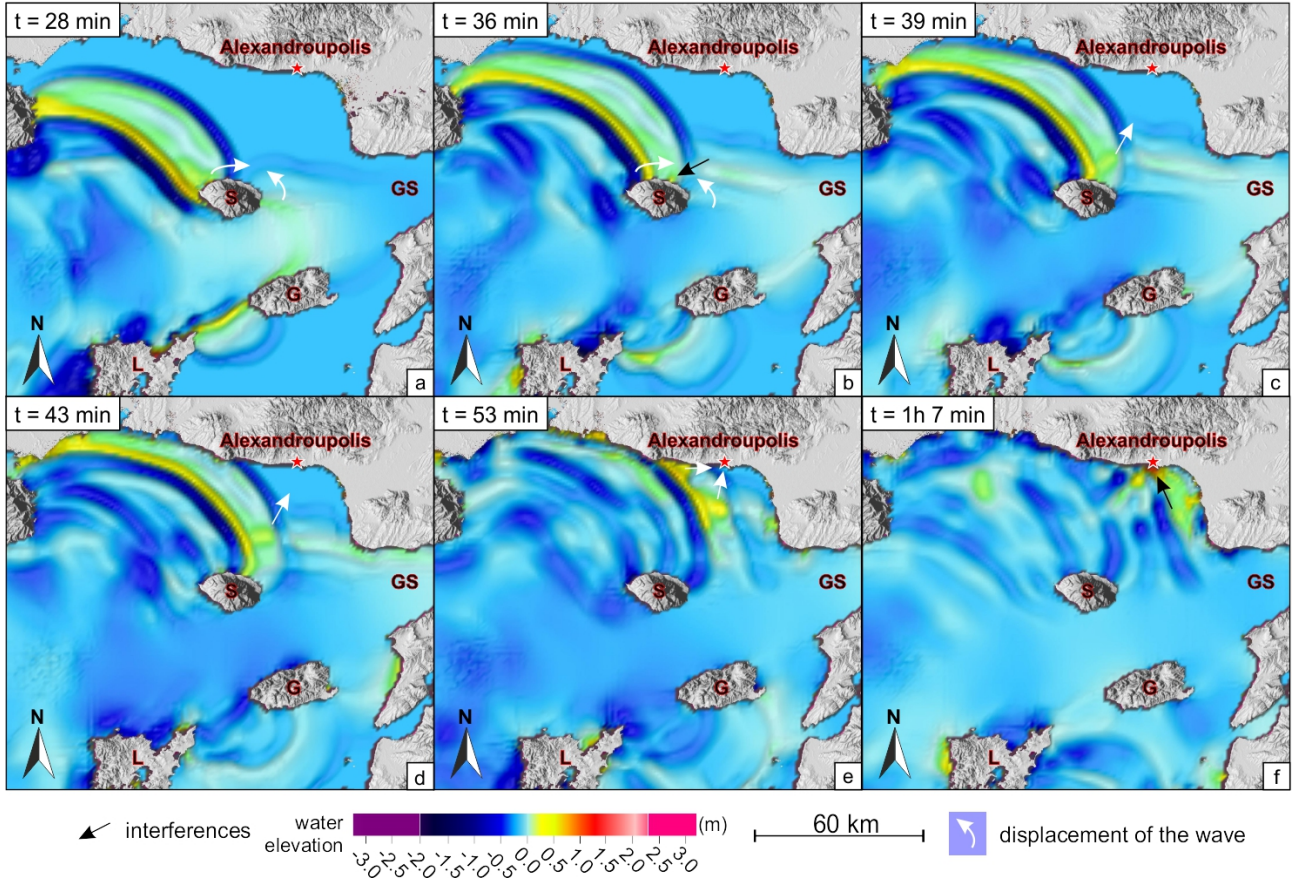 t = 28 min
Alexandroupolis
S
GS
G
N
L
a
t = 36 min
Alexandroupolis
S
GS
G
N
L
b
t = 39 min
Alexandroupolis
S
GS
G
N
L
c
t = 43 min
Alexandroupolis
S
GS
G
N
L
d
t = 53 min
Alexandroupolis
S
GS
G
N
L
e
t = 1h 7 min
Alexandroupolis
S
GS
G
N
L
f
interferences
water
elevation
(m)
-3.0 -2.5 -2.0 -1.5 -1.0 -0.5 0.0 0.5 1.0 1.5 2.0 2.5 3.0
60 km
displacement of the wave